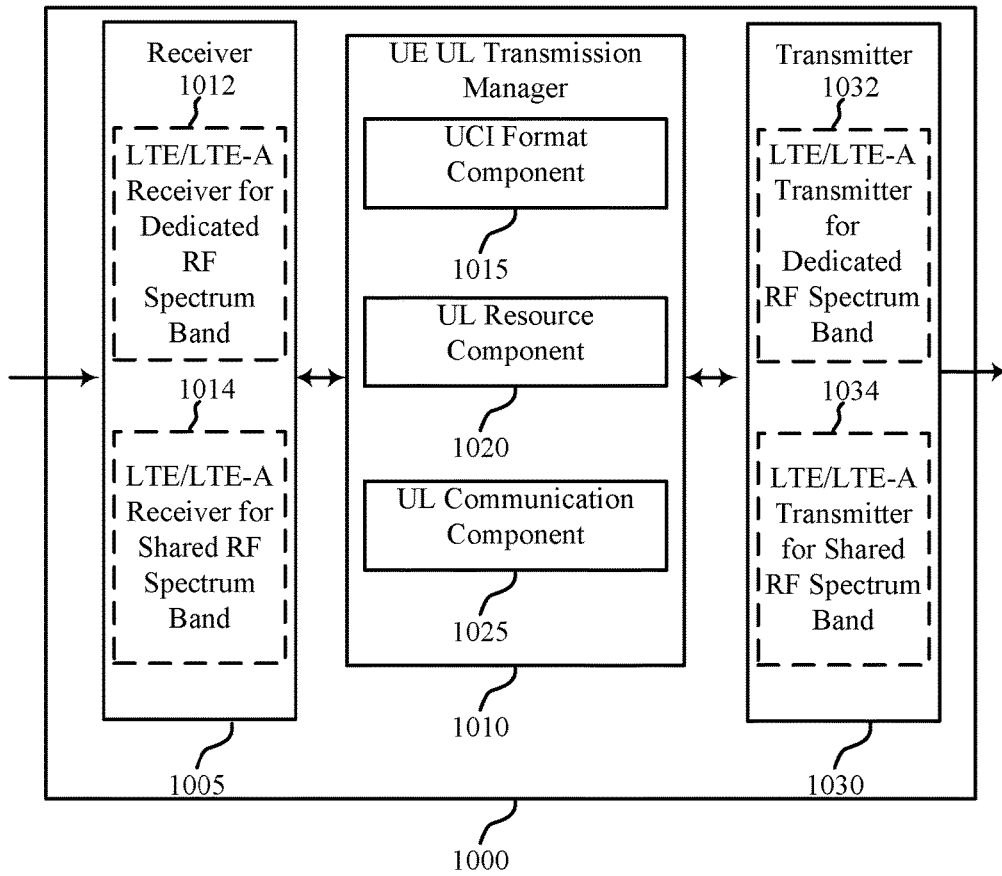 Receiver
1012
LTE/LTE-A
Receiver for
Dedicated
RF
Spectrum
Band
1014
LTE/LTE-A
Receiver for
Shared RF
Spectrum
Band
1005
UE UL Transmission
Manager
UCI Format
Component
1015
UL Resource
Component
1020
UL Communication
Component
1025
1010
Transmitter
1032
LTE/LTE-A
Transmitter
for
Dedicated
RF Spectrum
Band
1034
LTE/LTE-A
Transmitter
for Shared
RF Spectrum
Band
1030
1000